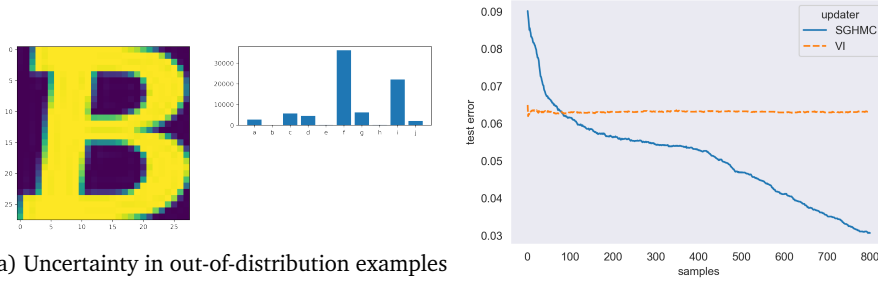 B
0
5
10
15
20
25
0 5 10 15 20 25
30000
20000
10000
0
a b c d e f g h i j
a) Uncertainty in out-of-distribution examples
0.09
0.08
0.07
0.06
0.05
0.04
0.03
test error
0 100 200 300 400 500 600 700 800
samples
updater
SGHMC
VI